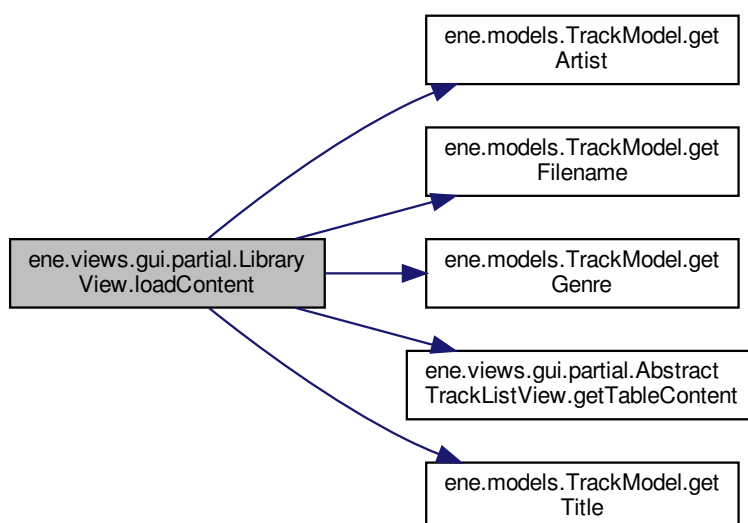 ene.models.TrackModel.get
Artist
ene.models.TrackModel.get
Filename
ene.views.gui.partial.Library
View.loadContent
ene.models.TrackModel.get
Genre
ene.views.gui.partial.Abstract
TrackListView.getTableContent
ene.models.TrackModel.get
Title